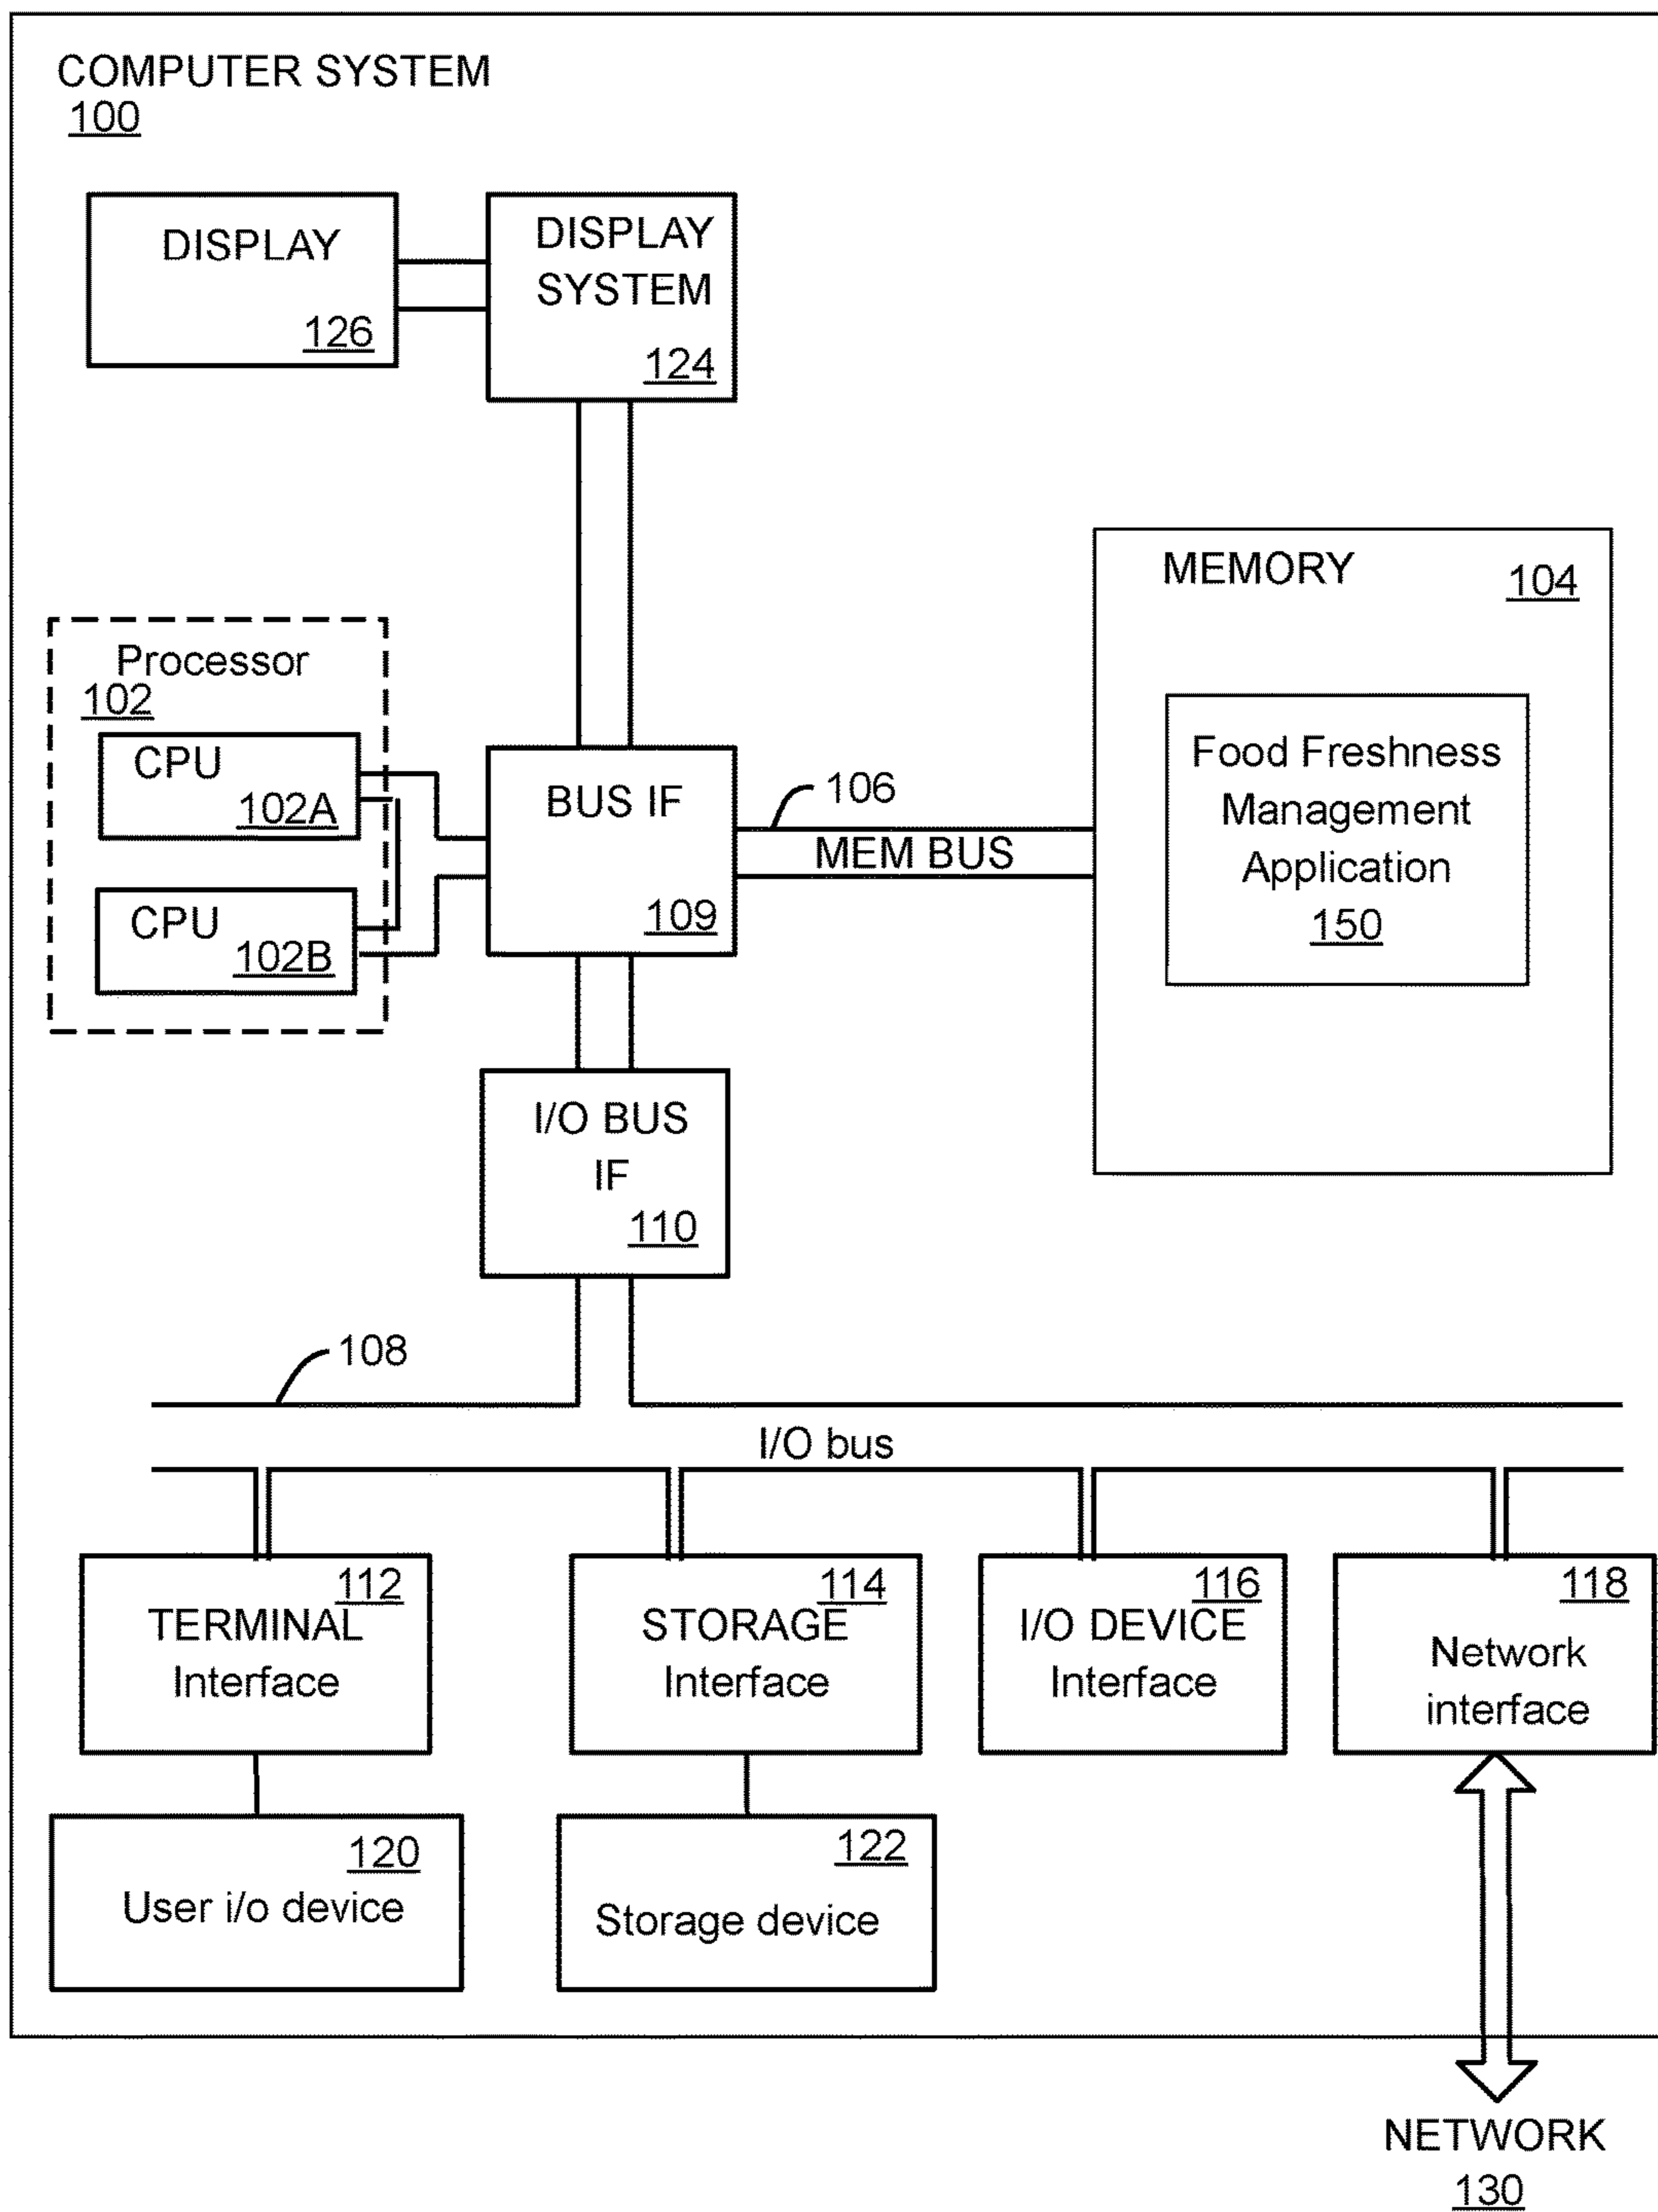 COMPUTER SYSTEM
100
DISPLAY
126
DISPLAY
SYSTEM
124
MEMORY
104
Food Freshness
Management
Application
150
Processor
102
CPU
102A
CPU
102B
BUS IF
109
106
MEM BUS
I/O BUS
IF
110
108
I/O bus
112
TERMINAL
Interface
114
STORAGE
Interface
116
I/O DEVICE
Interface
118
Network
interface
120
User i/o device
122
Storage device
NETWORK
130